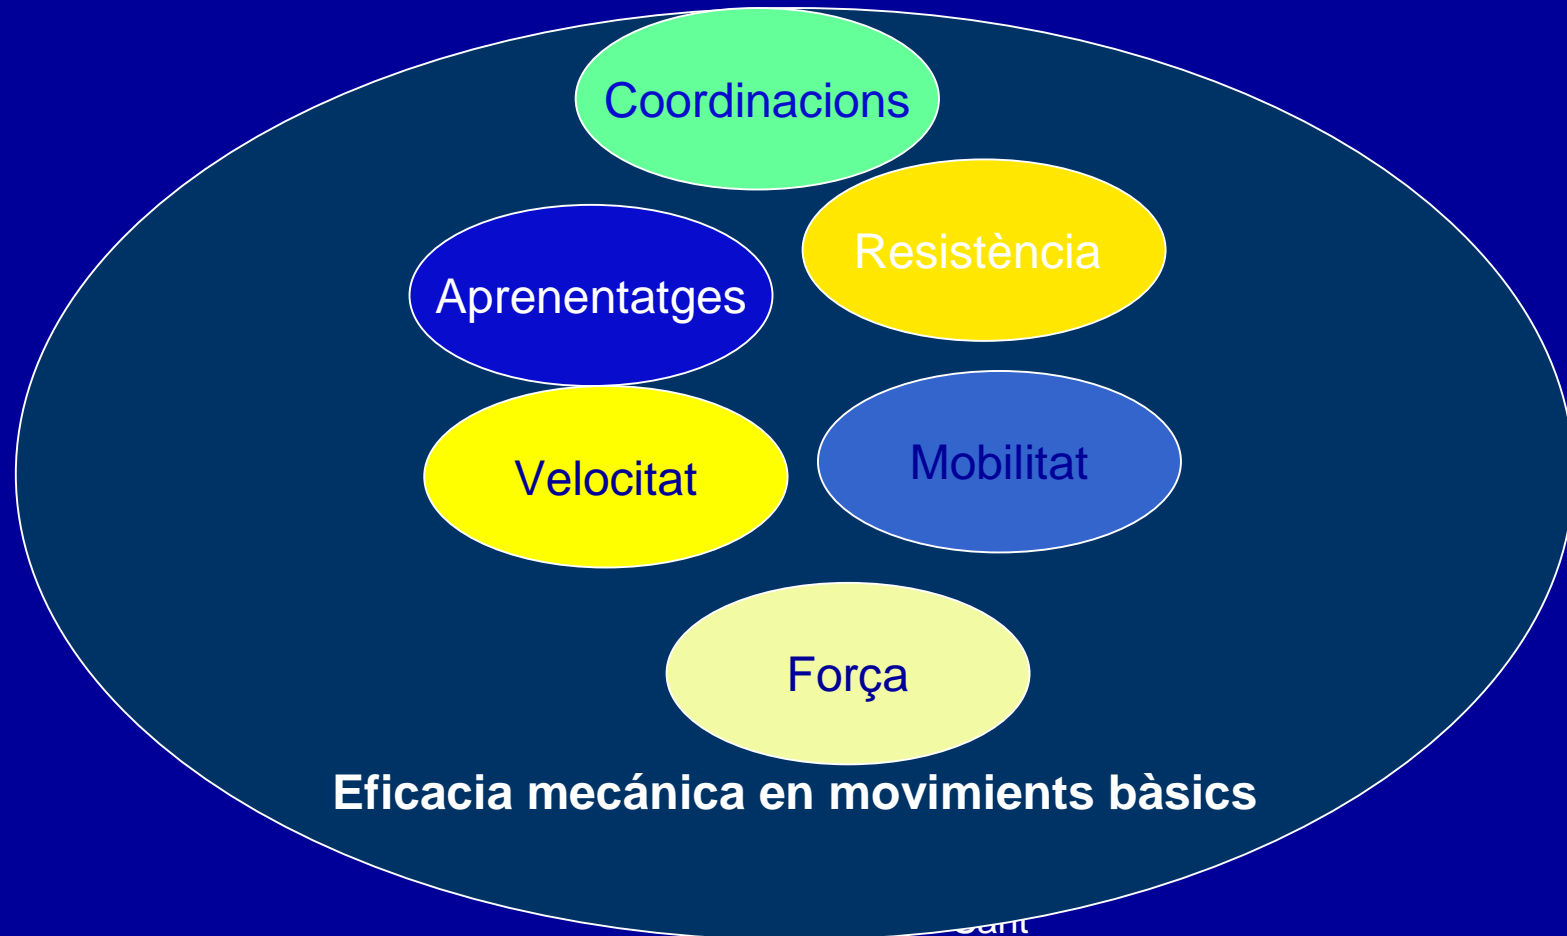 Coordinacions
Resistència
Aprenentatges
Mobilitat
Velocitat
Força
Eficacia mecánica en movimients bàsics